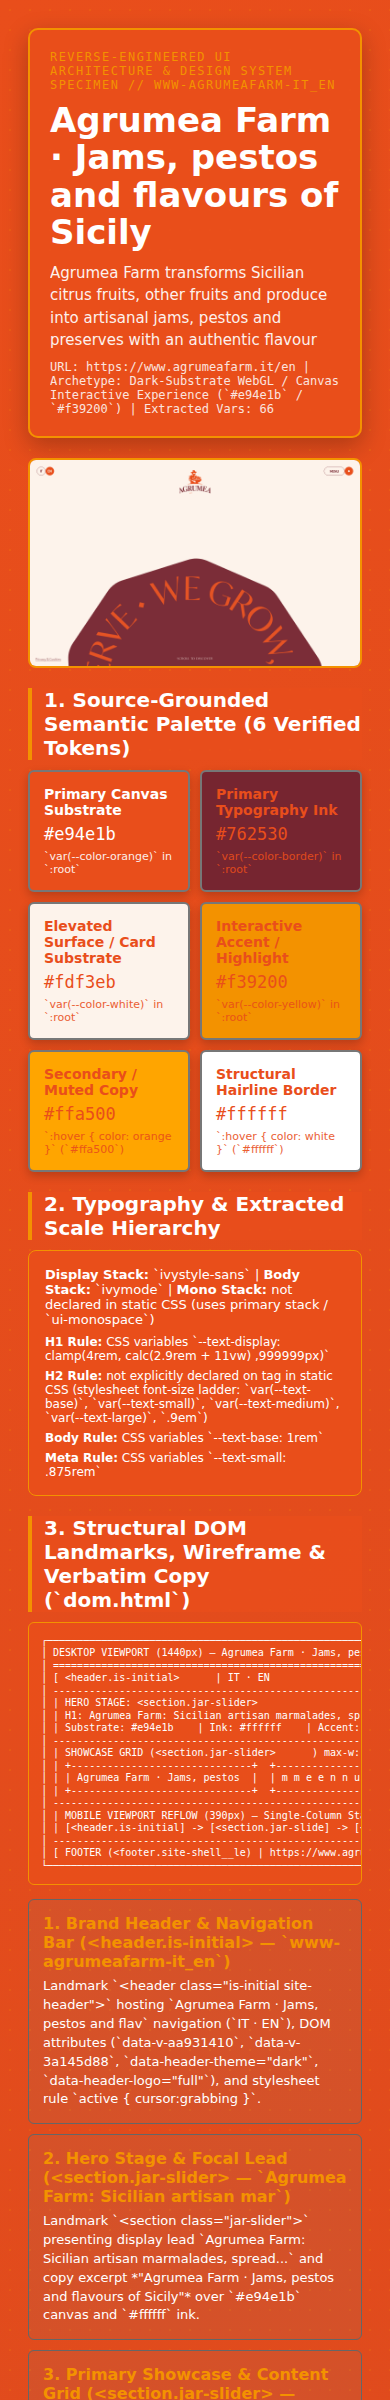 REVERSE-ENGINEERED UI
ARCHITECTURE & DESIGN SYSTEM
SPECIMEN // WWW-AGRUMEAFARM-IT_EN
Agrumea Farm
· Jams, pestos
and flavours of
Sicily
Agrumea Farm transforms Sicilian
citrus fruits, other fruits and produce
into artisanal jams, pestos and
preserves with an authentic flavour
URL: https://www.agrumeafarm.it/en |
Archetype: Dark-Substrate WebGL / Canvas
Interactive Experience (`#e94e1b` /
`#f39200`) | Extracted Vars: 66
MENU
AGRUMEA
ERVE · WE GROW,
1. Source-Grounded
Semantic Palette (6 Verified
Tokens)
Primary Canvas
Substrate
#e94e1b
`var(--color-orange)` in
`:root`
Primary
Typography Ink
#762530
`var(--color-border)` in
`:root`
Elevated
Surface / Card
Substrate
#fdf3eb
`var(--color-white)` in
`:root`
Interactive
Accent /
Highlight
#f39200
`var(--color-yellow)` in
`:root`
Secondary /
Muted Copy
#ffa500
`:hover { color: orange
}` (`#ffa500`)
Structural
Hairline Border
#ffffff
`:hover { color: white
}` (`#ffffff`)
2. Typography & Extracted
Scale Hierarchy
Display Stack: `ivystyle-sans` | Body
Stack: `ivymode` | Mono Stack: not
declared in static CSS (uses primary stack /
`ui-monospace`)
H1 Rule: CSS variables `--text-display:
clamp(4rem, calc(2.9rem + 11vw) ,999999px)`
H2 Rule: not explicitly declared on tag in static
CSS (stylesheet font-size ladder: `var(--text-
base)`, `var(--text-small)`, `var(--text-medium)`,
`var(--text-large)`, `.9em`)
Body Rule: CSS variables `--text-base: 1rem`
Meta Rule: CSS variables `--text-small:
.875rem`
3. Structural DOM
Landmarks, Wireframe &
Verbatim Copy
(`dom.html`)
DESKTOP VIEWPORT (1440px) — Agrumea Farm · Jams, pe
[ <header.is-initial> | IT · EN
| HERO STAGE: <section.jar-slider>
| H1: Agrumea Farm: Sicilian artisan marmalades, sp
| Substrate: #e94e1b | Ink: #ffffff | Accent:
| SHOWCASE GRID (<section.jar-slider> ) max-w:
| | Agrumea Farm · Jams, pestos | | m m e e n n u
| MOBILE VIEWPORT REFLOW (390px) — Single-Column St
| [<header.is-initial] -> [<section.jar-slide] -> [
[ FOOTER (<footer.site-shell__le) | https://www.agr
1. Brand Header & Navigation
Bar (<header.is-initial> — `www-
agrumeafarm-it_en`)
Landmark `<header class="is-initial site-
header">` hosting `Agrumea Farm · Jams,
pestos and flav` navigation (`IT · EN`), DOM
attributes (`data-v-aa931410`, `data-v-
3a145d88`, `data-header-theme="dark"`,
`data-header-logo="full"`), and stylesheet
rule `active { cursor:grabbing }`.
2. Hero Stage & Focal Lead
(<section.jar-slider> — `Agrumea
Farm: Sicilian artisan mar`)
Landmark `<section class="jar-slider">`
presenting display lead `Agrumea Farm:
Sicilian artisan marmalades, spread...` and
copy excerpt *"Agrumea Farm · Jams, pestos
and flavours of Sicily"* over `#e94e1b`
canvas and `#ffffff` ink.
3. Primary Showcase & Content
Grid (<section.jar-slider> —